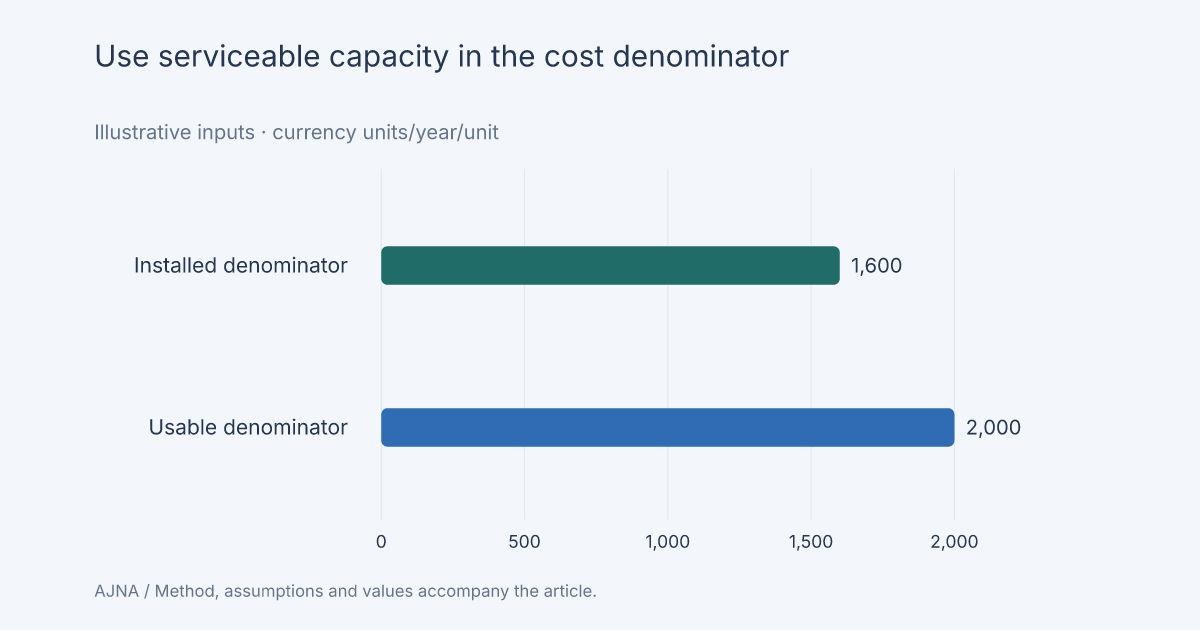 Use serviceable capacity in the cost denominator
Illustrative inputs · currency units/year/unit
Installed denominator
1,600
Usable denominator
2,000
0 500 1,000 1,500 2,000
AJNA / Method, assumptions and values accompany the article.